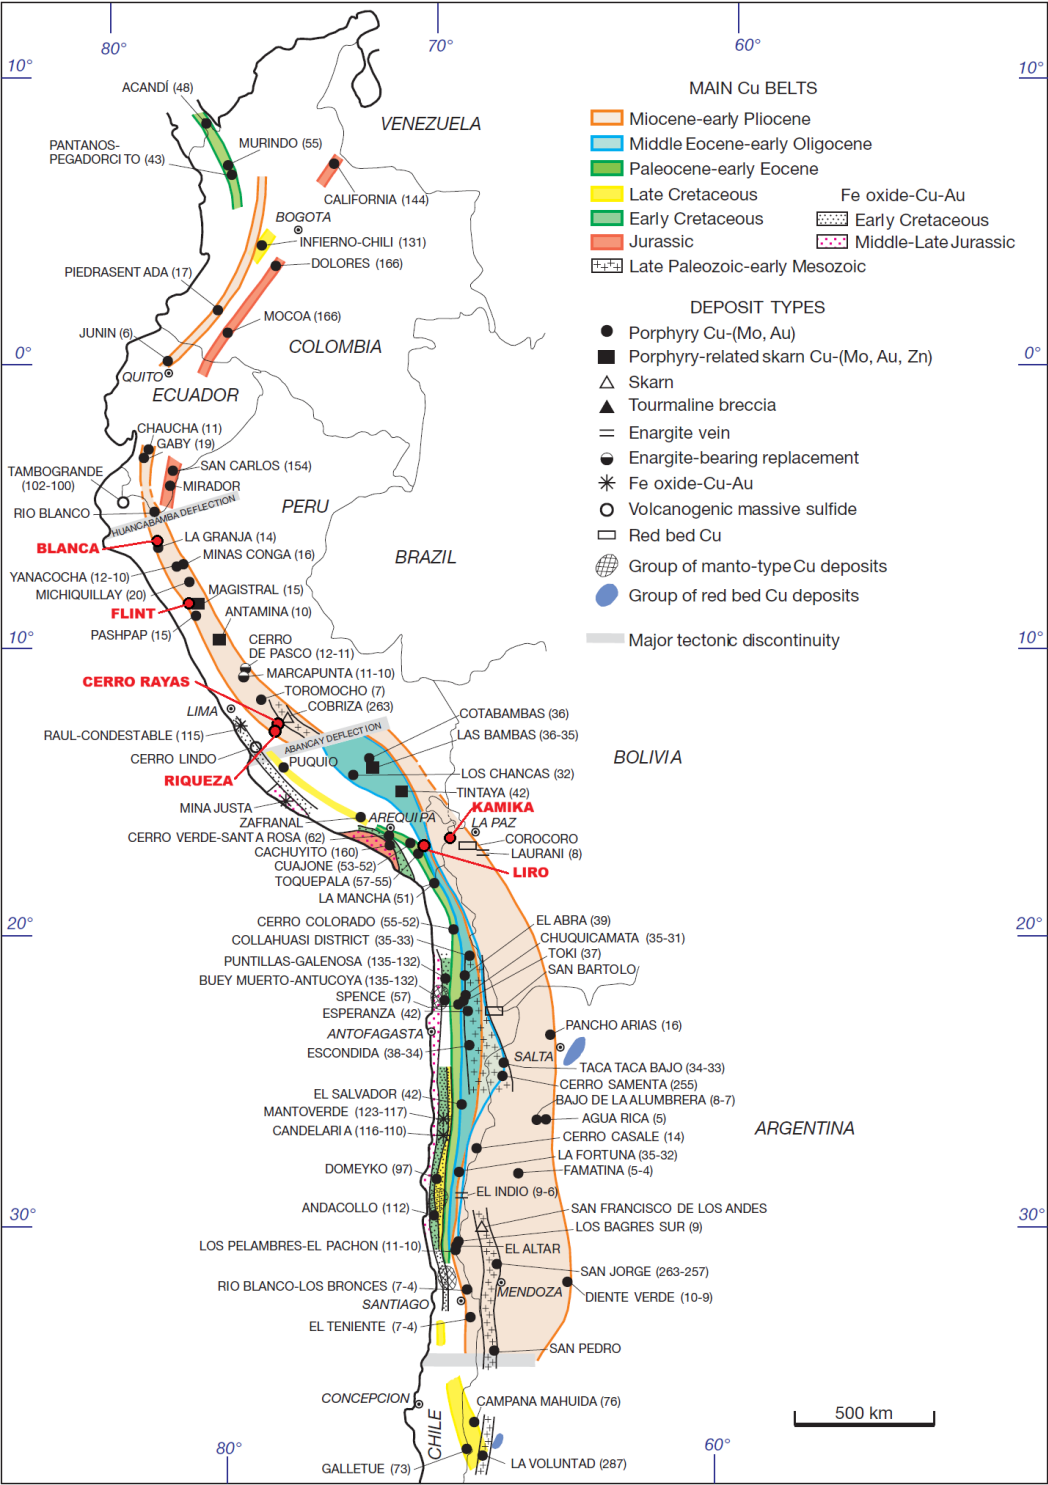 80°
70°
60°
10°
10°
ACANDÍ (48)
VENEZUELA
MAIN Cu BELTS
Miocene-early Pliocene
PANTANOS-
PEGADORCI TO (43)
MURINDO (55)
Middle Eocene-early Oligocene
Paleocene-early Eocene
CALIFORNIA (144)
Late Cretaceous
Fe oxide-Cu-Au
BOGOTA
Early Cretaceous
Early Cretaceous
INFIERNO-CHILI (131)
Jurassic
Middle-Late Jurassic
DOLORES (166)
Late Paleozoic-early Mesozoic
PIEDRASENT ADA (17)
DEPOSIT TYPES
MOCOA (166)
JUNIN (6)
Porphyry Cu-(Mo, Au)
COLOMBIA
0°
0°
Porphyry-related skarn Cu-(Mo, Au, Zn)
QUITO
Skarn
ECUADOR
Tourmaline breccia
CHAUCHA (11)
Enargite vein
GABY (19)
Enargite-bearing replacement
TAMBOGRANDE
(102-100)
SAN CARLOS (154)
MIRADOR
Fe oxide-Cu-Au
RIO BLANCO
HUANCABAMBA DEFLECTION
PERU
Volcanogenic massive sulfide
Red bed Cu
BLANCA
LA GRANJA (14)
MINAS CONGA (16)
BRAZIL
Group of manto-type Cu deposits
YANACOCHA (12-10)
MICHIQUILLAY (20)
MAGISTRAL (15)
Group of red bed Cu deposits
FLINT
ANTAMINA (10)
PASHPAP (15)
10°
10°
CERRO
DE PASCO (12-11)
Major tectonic discontinuity
MARCAPUNTA (11-10)
CERRO RAYAS
TOROMOCHO (7)
COBRIZA (263)
LIMA
COTABAMBAS (36)
RAUL-CONDESTABLE (115)
ABANCAY DEFLECTION
LAS BAMBAS (36-35)
CERRO LINDO
PUQUIO
BOLIVIA
RIQUEZA
LOS CHANCAS (32)
TINTAYA (42)
MINA JUSTA
KAMIKA
ZAFRANAL
AREQUIPA
LA PAZ
CERRO VERDE-SANTA ROSA (62)
COROCORO
CACHUYITO (160)
LAURANI (8)
CUAJONE (53-52)
LIRO
TOQUEPALA (57-55)
LA MANCHA (51)
20°
20°
CERRO COLORADO (55-52)
EL ABRA (39)
COLLAHUASI DISTRICT (35-33)
CHUQUICAMATA (35-31)
TOKI (37)
PUNTILLAS-GALENOSA (135-132)
SAN BARTOLO
BUEY MUERTO-ANTUCOYA (135-132)
SPENCE (57)
ESPERANZA (42)
PANCHO ARIAS (16)
ANTOFAGASTA
ESCONDIDA (38-34)
SALTA
TACA TACA BAJO (34-33)
CERRO SAMENTA (255)
EL SALVADOR (42)
BAJO DE LA ALUMBRERA (8-7)
MANTOVERDE (123-117)
AGUA RICA (5)
CANDELARI A (116-110)
ARGENTINA
CERRO CASALE (14)
LA FORTUNA (35-32)
DOMEYKO (97)
FAMATINA (5-4)
EL INDIO (9-6)
ANDACOLLO (112)
SAN FRANCISCO DE LOS ANDES
30°
30°
LOS BAGRES SUR (9)
LOS PELAMBRES-EL PACHON (11-10)
EL ALTAR
SAN JORGE (263-257)
RIO BLANCO-LOS BRONCES (7-4)
MENDOZA
DIENTE VERDE (10-9)
SANTIAGO
EL TENIENTE (7-4)
SAN PEDRO
CONCEPCION
CAMPANA MAHUIDA (76)
500 km
CHILE
80°
60°
GALLETUE (73)
LA VOLUNTAD (287)